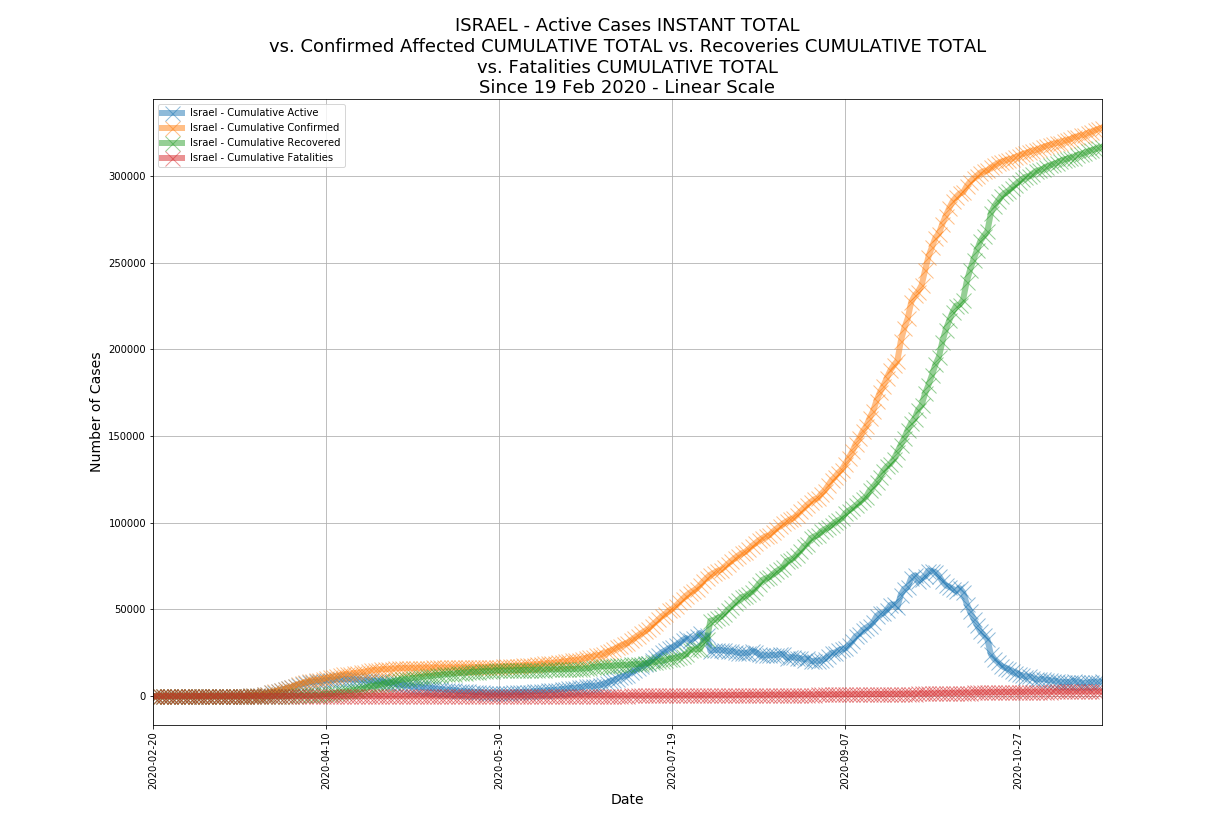 ISRAEL - Active Cases INSTANT TOTAL
vs. Confirmed Affected CUMULATIVE TOTAL vs. Recoveries CUMULATIVE TOTAL
vs. Fatalities CUMULATIVE TOTAL
Since 19 Feb 2020 - Linear Scale
Israel - Cumulative Active
Israel - Cumulative Confirmed
Israel - Cumulative Recovered
Israel - Cumulative Fatalities
Number of Cases
300000
250000
200000
150000
100000
50000
0
2020-02-20
2020-04-10
2020-05-30
2020-07-19
2020-09-07
2020-10-27
Date